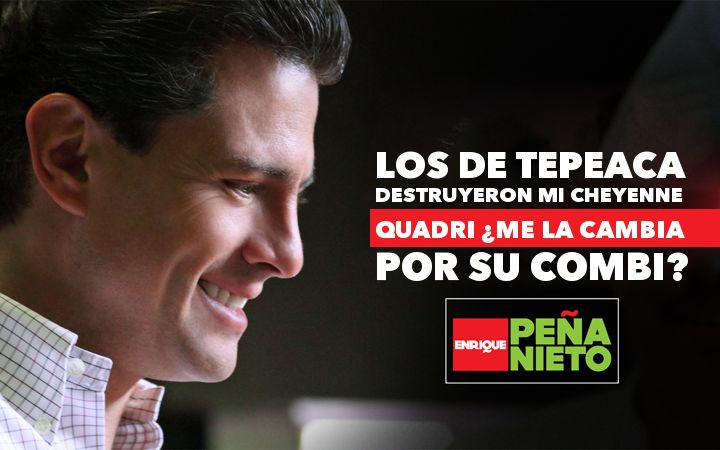 LOS DE TEPEACA
DESTRUYERON MI CHEYENNE
QUADRI ¿ME LA CAMBIA
POR SU COMBI?
ENRIQUE
PEÑA
NIETO